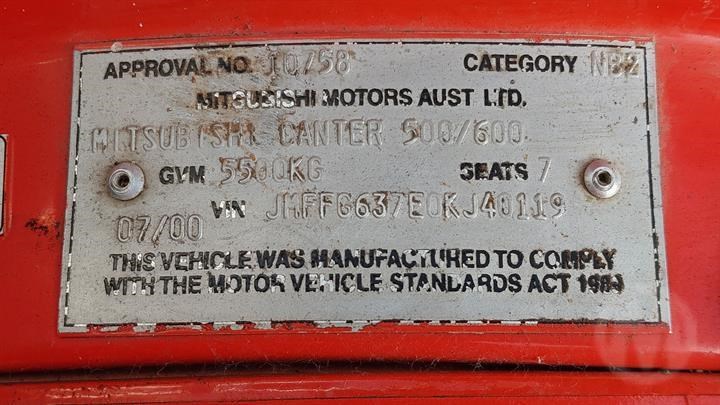 APPROVAL NO. 10758 CATEGORY NB2
MITSUBISHI MOTORS AUST LTD.
MITSUBISHI CANTER 500/600
GVM 5500KG SEATS 7
VIN JMFFG637E0KJ40119
07/00
THIS VEHICLE WAS MANUFACTURED TO COMPLY
WITH THE MOTOR VEHICLE STANDARDS ACT 1989